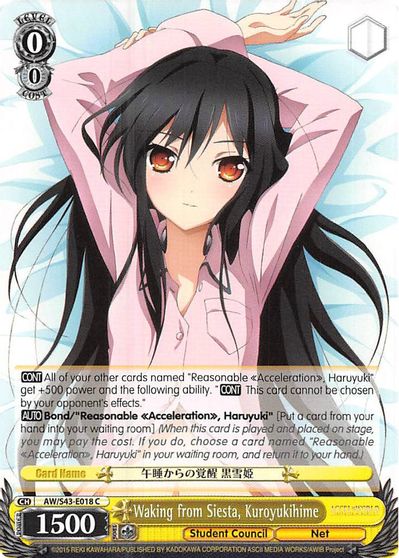 LEVEL
0
0
COST
CONT All of your other cards named "Reasonable ≪Acceleration≫, Haruyuki"
get +500 power and the following ability. "CONT This card cannot be chosen
by your opponent's effects."
AUTO Bond/"Reasonable ≪Acceleration≫, Haruyuki" [Put a card from your
hand into your waiting room] (When this card is played and placed on stage,
you may pay the cost. If you do, choose a card named "Reasonable
≪Acceleration≫, Haruyuki" in your waiting room, and return it to your hand.)
Card Name
午睡からの覚醒 黒雪姫
CH AW/S43-E018 C
Waking from Siesta, Kuroyukihime
POWER
1500
Student Council
Net
©2015 REKI KAWAHARA/PUBLISHED BY KADOKAWA CORPORATION ASCII MEDIA WORKS/AWIB Project